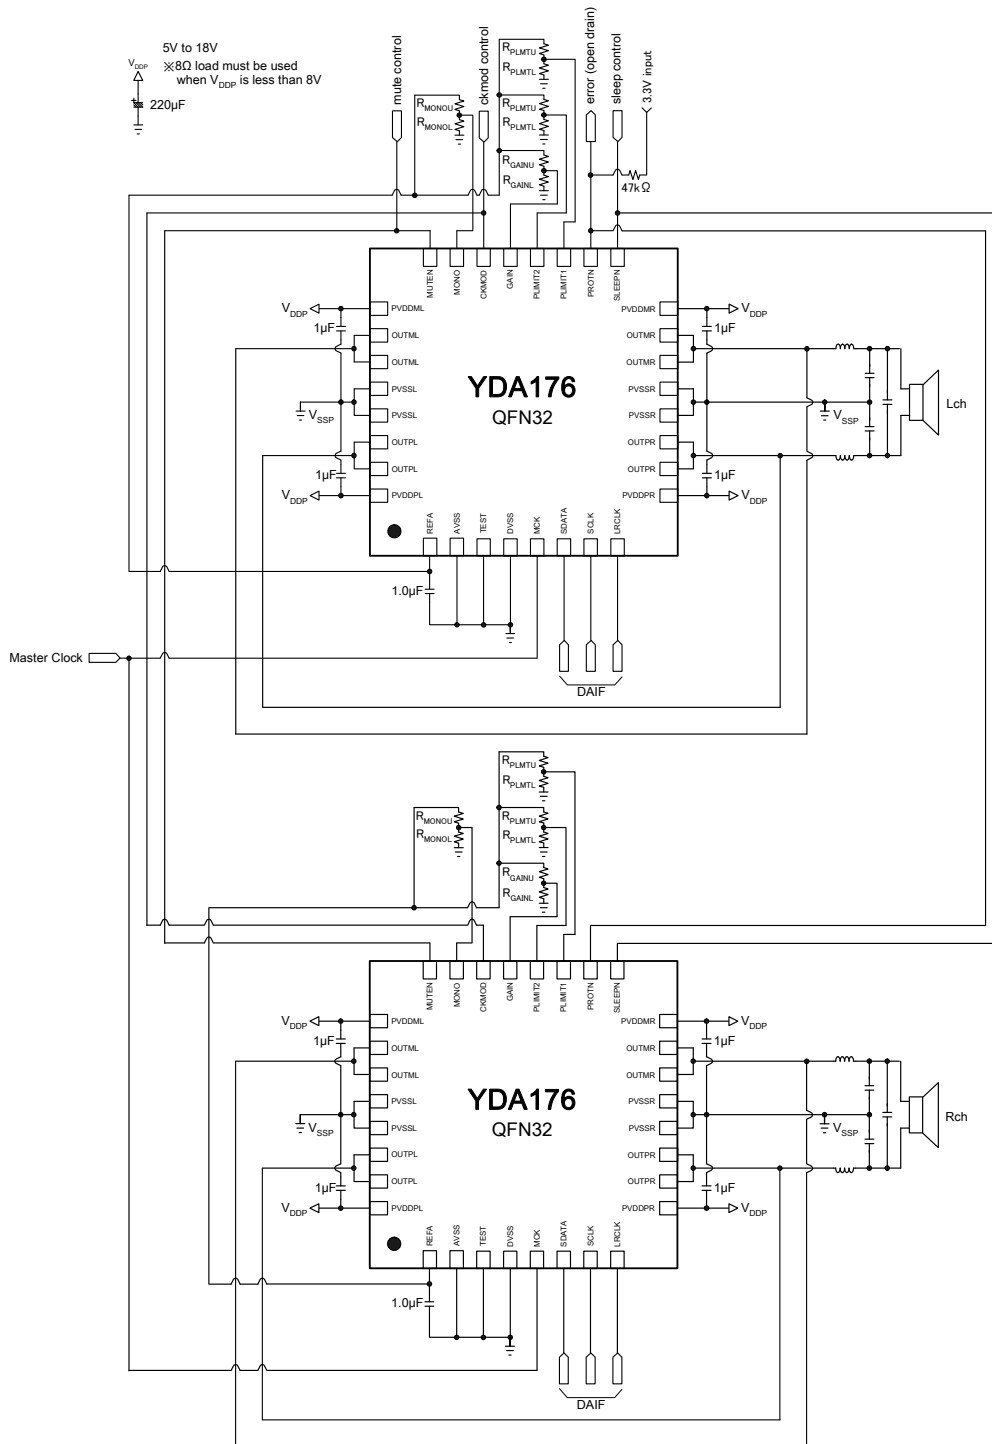 5V to 18V
VDDP ※8Ω load must be used
when VDDP is less than 8V
220µF
mute control
ckmod control
error (open drain)
sleep control
3.3V input
RPLMTU
RPLMTL
RMONOU
RMONOL
RPLMTU
RPLMTL
RGAINU
RGAINL
47kΩ
MUTEN
MONO
CKMOD
GAIN
PLIMIT2
PLIMIT1
PROTN
SLEEPN
VDDP
PVDDML
PVDDMR
VDDP
1µF
1µF
OUTML
OUTMR
OUTML
OUTMR
YDA176
QFN32
PVSSL
PVSSR
VSSP
VSSP
Lch
PVSSL
PVSSR
OUTPL
OUTPR
OUTPL
OUTPR
1µF
1µF
VDDP
PVDDPL
PVDDPR
VDDP
REFA
AVSS
TEST
DVSS
MCK
SDATA
SCLK
LRCLK
1.0µF
Master Clock
DAIF
RPLMTU
RPLMTL
RMONOU
RMONOL
RPLMTU
RPLMTL
RGAINU
RGAINL
MUTEN
MONO
CKMOD
GAIN
PLIMIT2
PLIMIT1
PROTN
SLEEPN
VDDP
PVDDML
PVDDMR
VDDP
1µF
1µF
OUTML
OUTMR
OUTML
OUTMR
YDA176
QFN32
PVSSL
PVSSR
VSSP
VSSP
Rch
PVSSL
PVSSR
OUTPL
OUTPR
OUTPL
OUTPR
1µF
1µF
VDDP
PVDDPL
PVDDPR
VDDP
REFA
AVSS
TEST
DVSS
MCK
SDATA
SCLK
LRCLK
1.0µF
DAIF